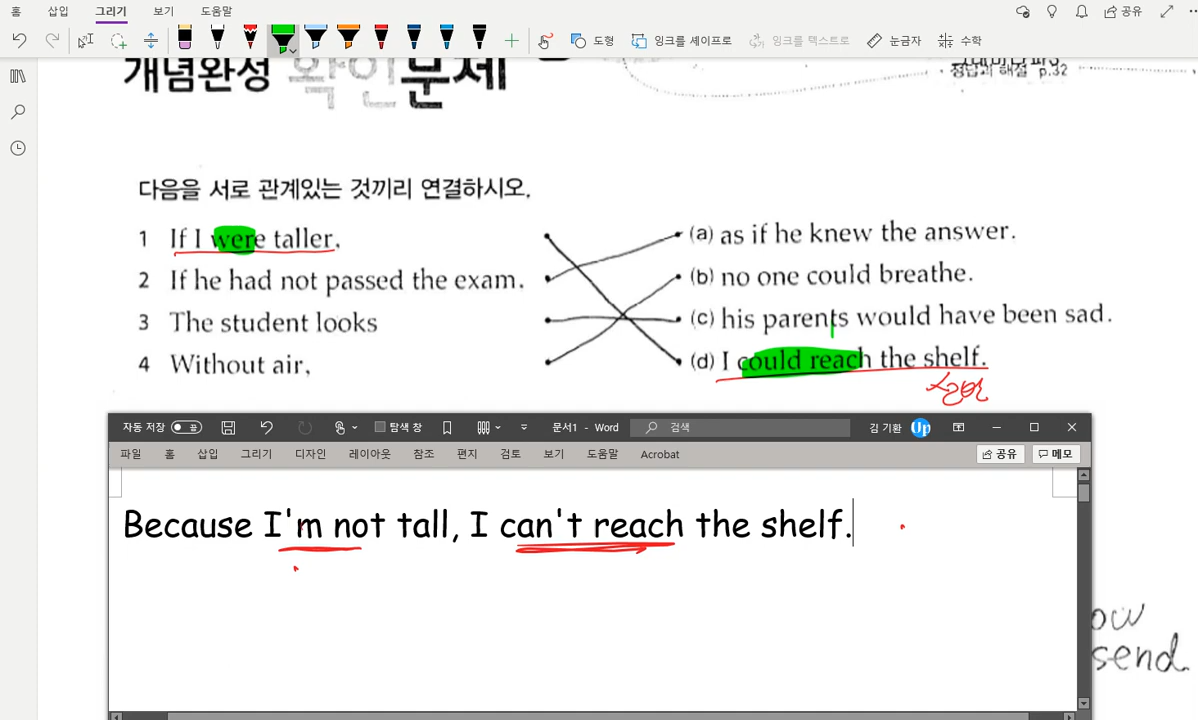 홈 삽입 그리기 보기 도움말 공유
도형 잉크를 셰이프로 잉크를 텍스트로 눈금자 수학
개념완성 확인문제
정답과 해설 p.32
다음을 서로 관계있는 것끼리 연결하시오.
1 If I were taller, (a) as if he knew the answer.
2 If he had not passed the exam. (b) no one could breathe.
3 The student looks (c) his parents would have been sad.
4 Without air, (d) I could reach the shelf.
자동 저장 끔 탐색 창 문서1 - Word 검색 김 기환 Up
파일 홈 삽입 그리기 디자인 레이아웃 참조 편지 검토 보기 도움말 Acrobat 공유 메모
Because I'm not tall, I can't reach the shelf.
ow
send.